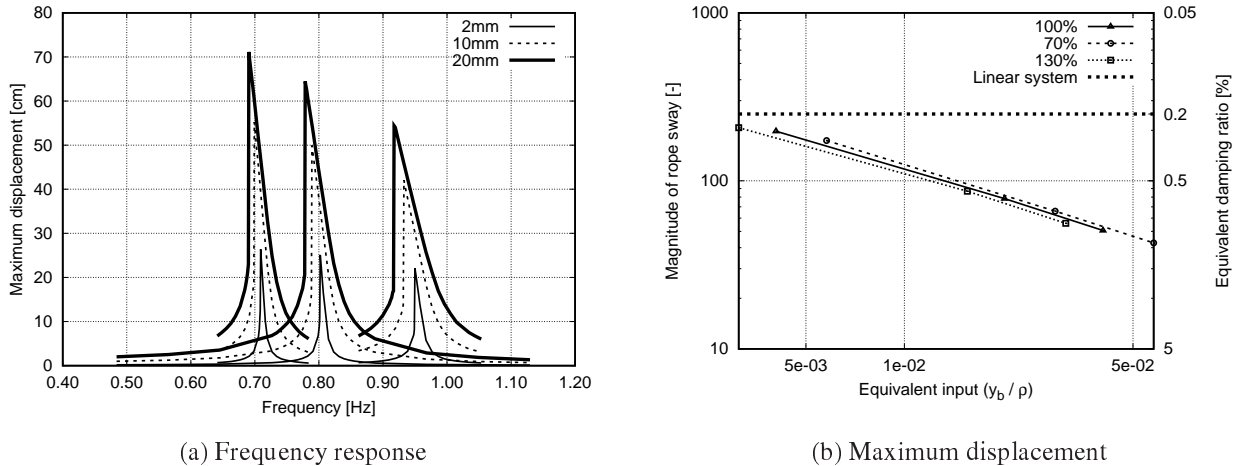 2mm
10mm
20mm
80
70
60
50
40
30
20
10
0
Maximum displacement [cm]
0.40 0.50 0.60 0.70 0.80 0.90 1.00 1.10 1.20
Frequency [Hz]
(a) Frequency response
100%
70%
130%
Linear system
1000
100
10
Magnitude of rope sway [-]
0.05
0.2
0.5
5
Equivalent damping ratio [%]
5e-03 1e-02 5e-02
Equivalent input (y_b / ρ)
(b) Maximum displacement